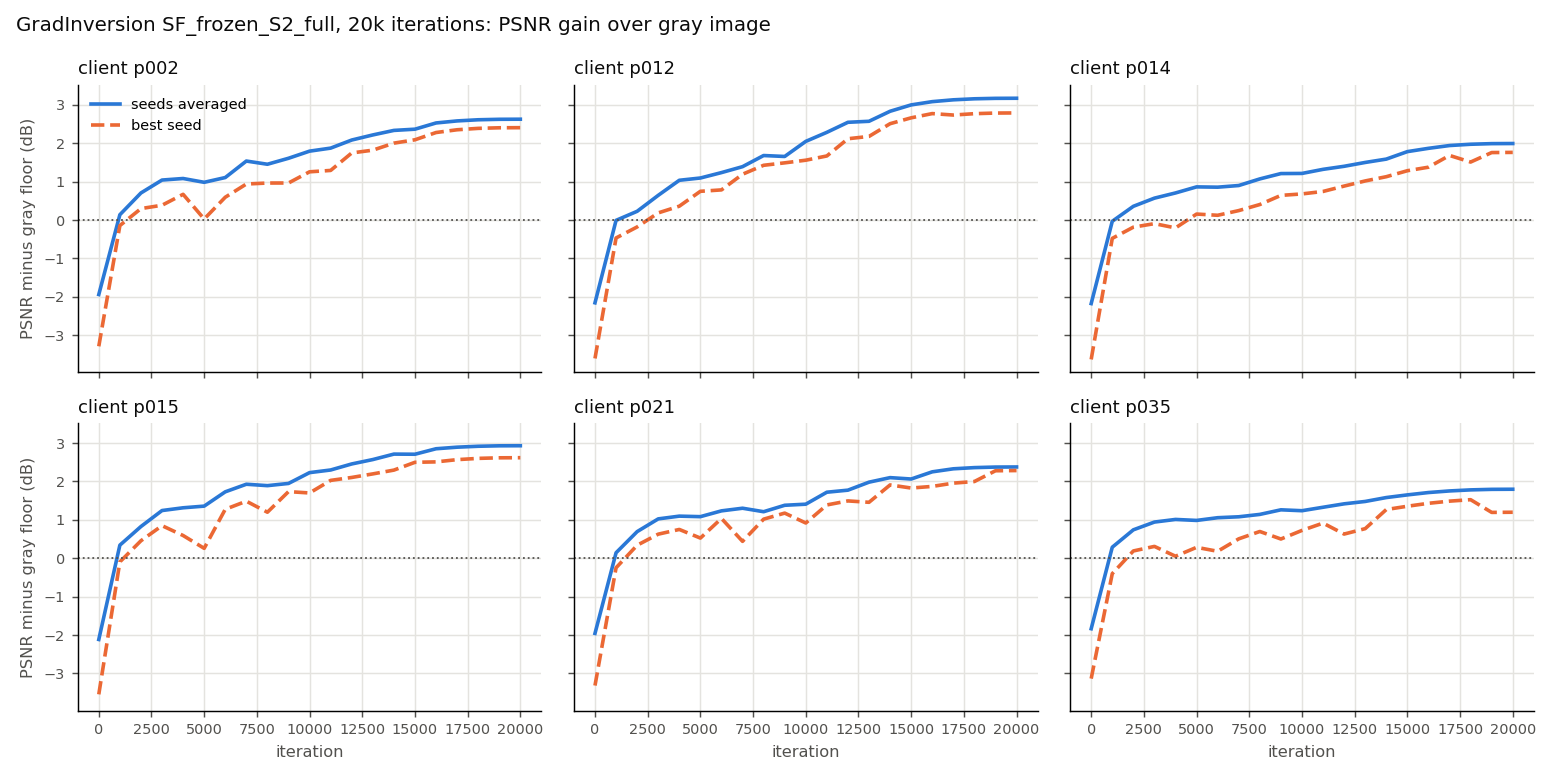 GradInversion SF_frozen_S2_full, 20k iterations: PSNR gain over gray image
client p002
client p012
client p014
seeds averaged
best seed
PSNR minus gray floor (dB)
3
2
1
0
−1
−2
−3
client p015
client p021
client p035
PSNR minus gray floor (dB)
3
2
1
0
−1
−2
−3
0 2500 5000 7500 10000 12500 15000 17500 20000
0 2500 5000 7500 10000 12500 15000 17500 20000
0 2500 5000 7500 10000 12500 15000 17500 20000
iteration
iteration
iteration